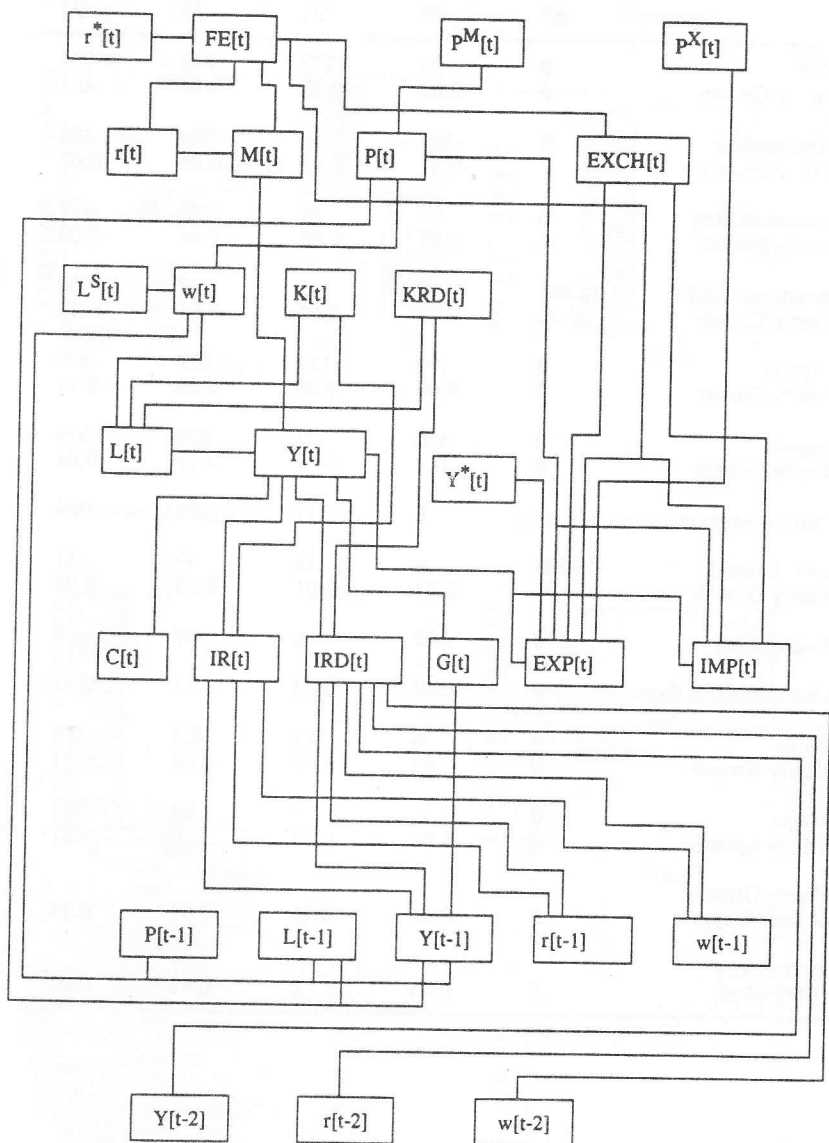 r*[t] FE[t] P^M[t] P^X[t]
r[t] M[t] P[t] EXCH[t]
L^S[t] w[t] K[t] KRD[t]
L[t] Y[t] Y*[t]
C[t] IR[t] IRD[t] G[t] EXP[t] IMP[t]
P[t-1] L[t-1] Y[t-1] r[t-1] w[t-1]
Y[t-2] r[t-2] w[t-2]